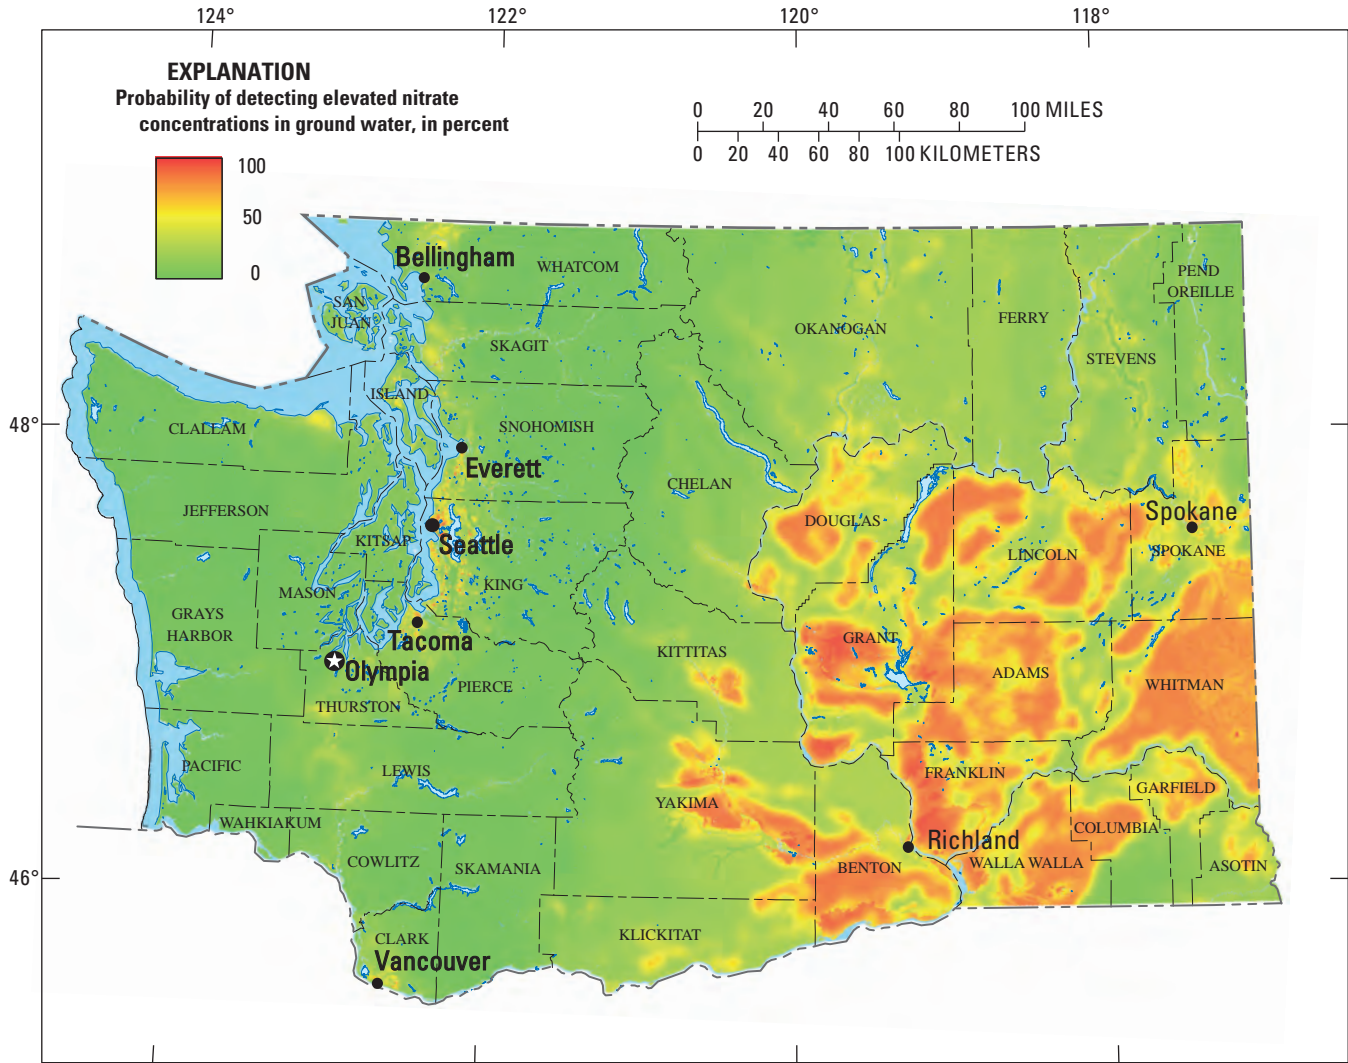 124°
122°
120°
118°
EXPLANATION
Probability of detecting elevated nitrate
concentrations in ground water, in percent
100
50
0
0 20 40 60 80 100 MILES
0 20 40 60 80 100 KILOMETERS
48°
46°
Bellingham
WHATCOM
SAN
JUAN
SKAGIT
ISLAND
CLALLAM
SNOHOMISH
Everett
JEFFERSON
KITSAP
Seattle
KING
MASON
GRAYS
HARBOR
Tacoma
Olympia
PIERCE
THURSTON
PACIFIC
LEWIS
WAHKIAKUM
COWLITZ
SKAMANIA
CLARK
Vancouver
OKANOGAN
FERRY
PEND
OREILLE
STEVENS
CHELAN
DOUGLAS
Spokane
LINCOLN
SPOKANE
KITTITAS
GRANT
ADAMS
WHITMAN
FRANKLIN
GARFIELD
YAKIMA
COLUMBIA
Richland
BENTON
WALLA WALLA
ASOTIN
KLICKITAT